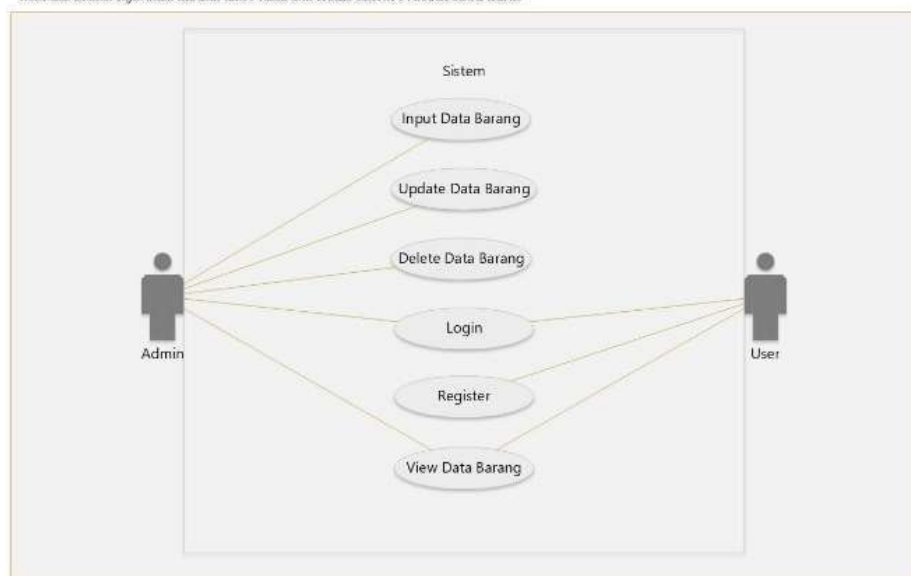 Sistem
Input Data Barang
Update Data Barang
Delete Data Barang
Login
Admin
User
Register
View Data Barang